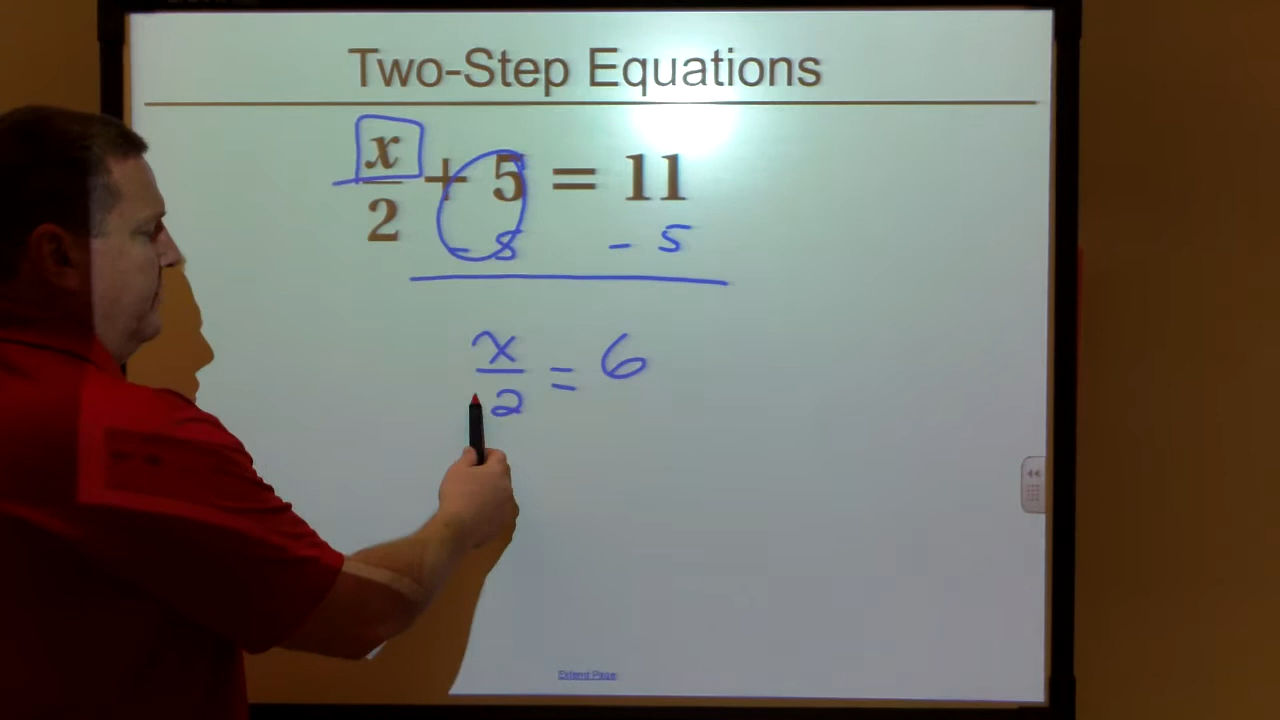 Two-Step Equations
x/2 + 5 = 11
- 5 - 5
x/2 = 6
Extend Page